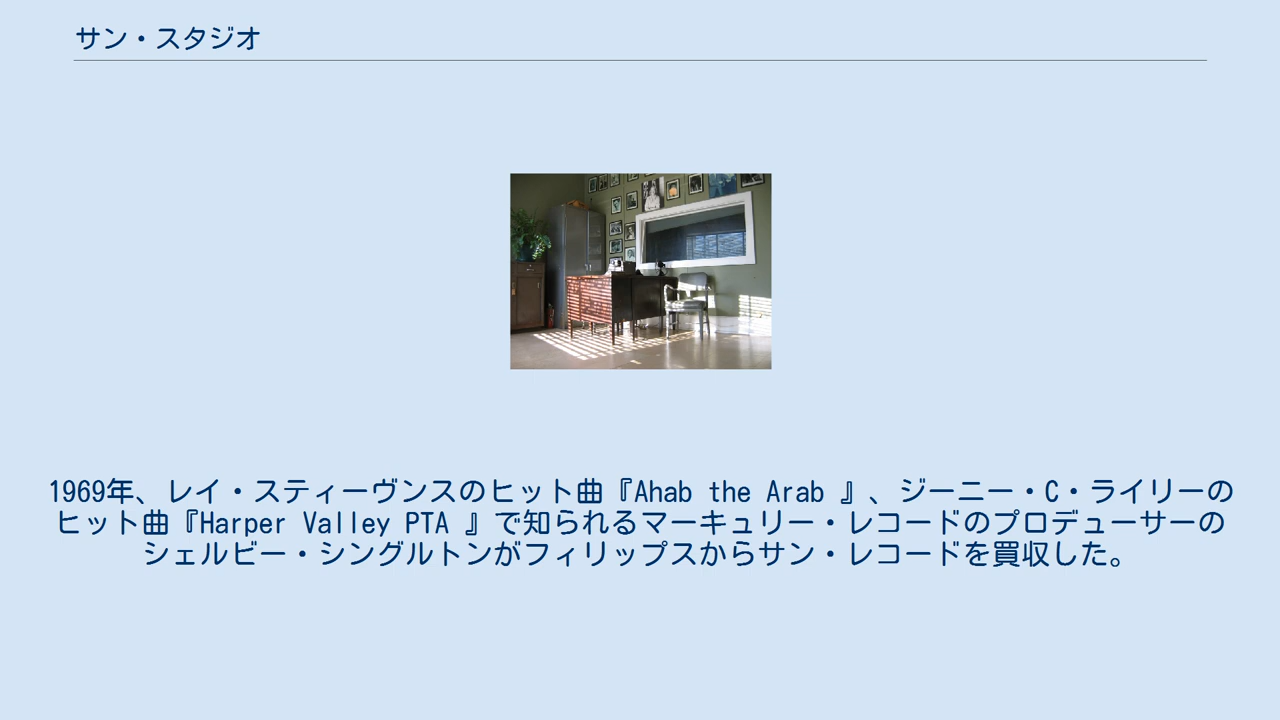 サン・スタジオ
1969年、レイ・スティーヴンスのヒット曲『Ahab the Arab 』、ジーニー・C・ライリーの
ヒット曲『Harper Valley PTA 』で知られるマーキュリー・レコードのプロデューサーの
シェルビー・シングルトンがフィリップスからサン・レコードを買収した。